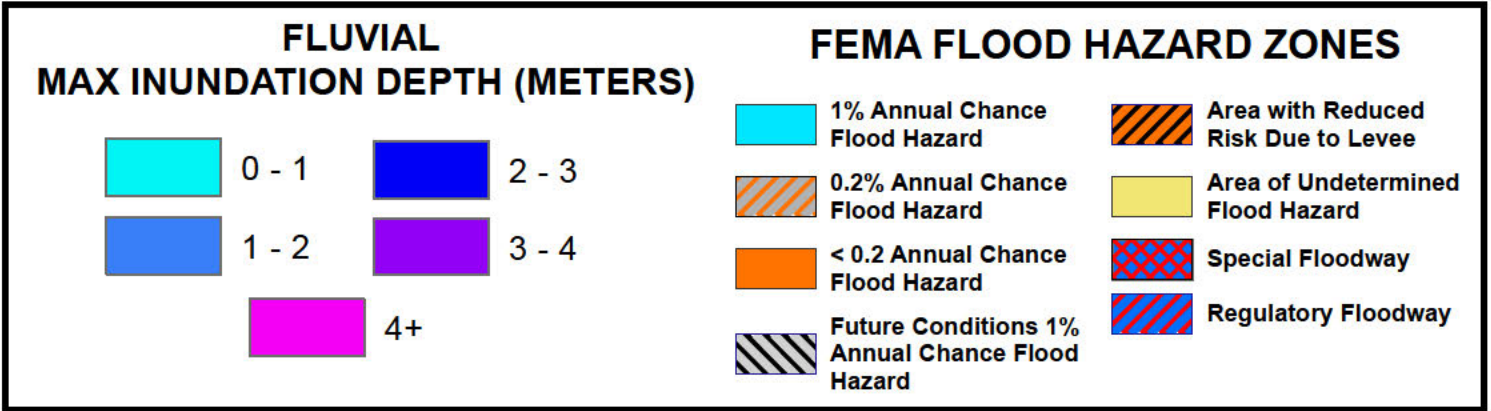 FLUVIAL
MAX INUNDATION DEPTH (METERS)
0 - 1
2 - 3
1 - 2
3 - 4
4+
FEMA FLOOD HAZARD ZONES
1% Annual Chance
Flood Hazard
0.2% Annual Chance
Flood Hazard
< 0.2 Annual Chance
Flood Hazard
Future Conditions 1%
Annual Chance Flood
Hazard
Area with Reduced
Risk Due to Levee
Area of Undetermined
Flood Hazard
Special Floodway
Regulatory Floodway